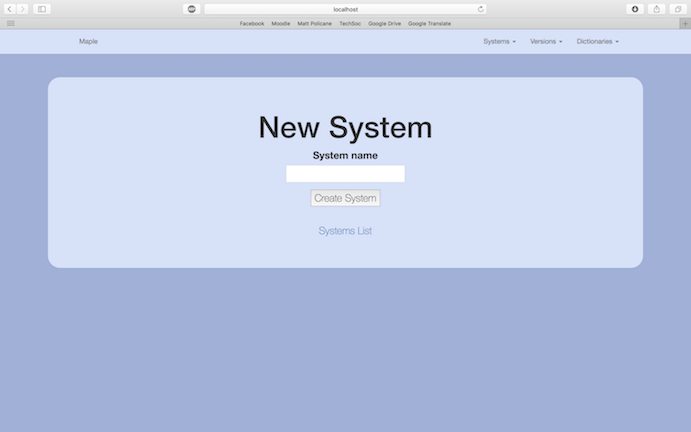 localhost
Facebook Moodle Matt Policane TechSoc Google Drive Google Translate
Maple Systems Versions Dictionaries
New System
System name
Create System
Systems List